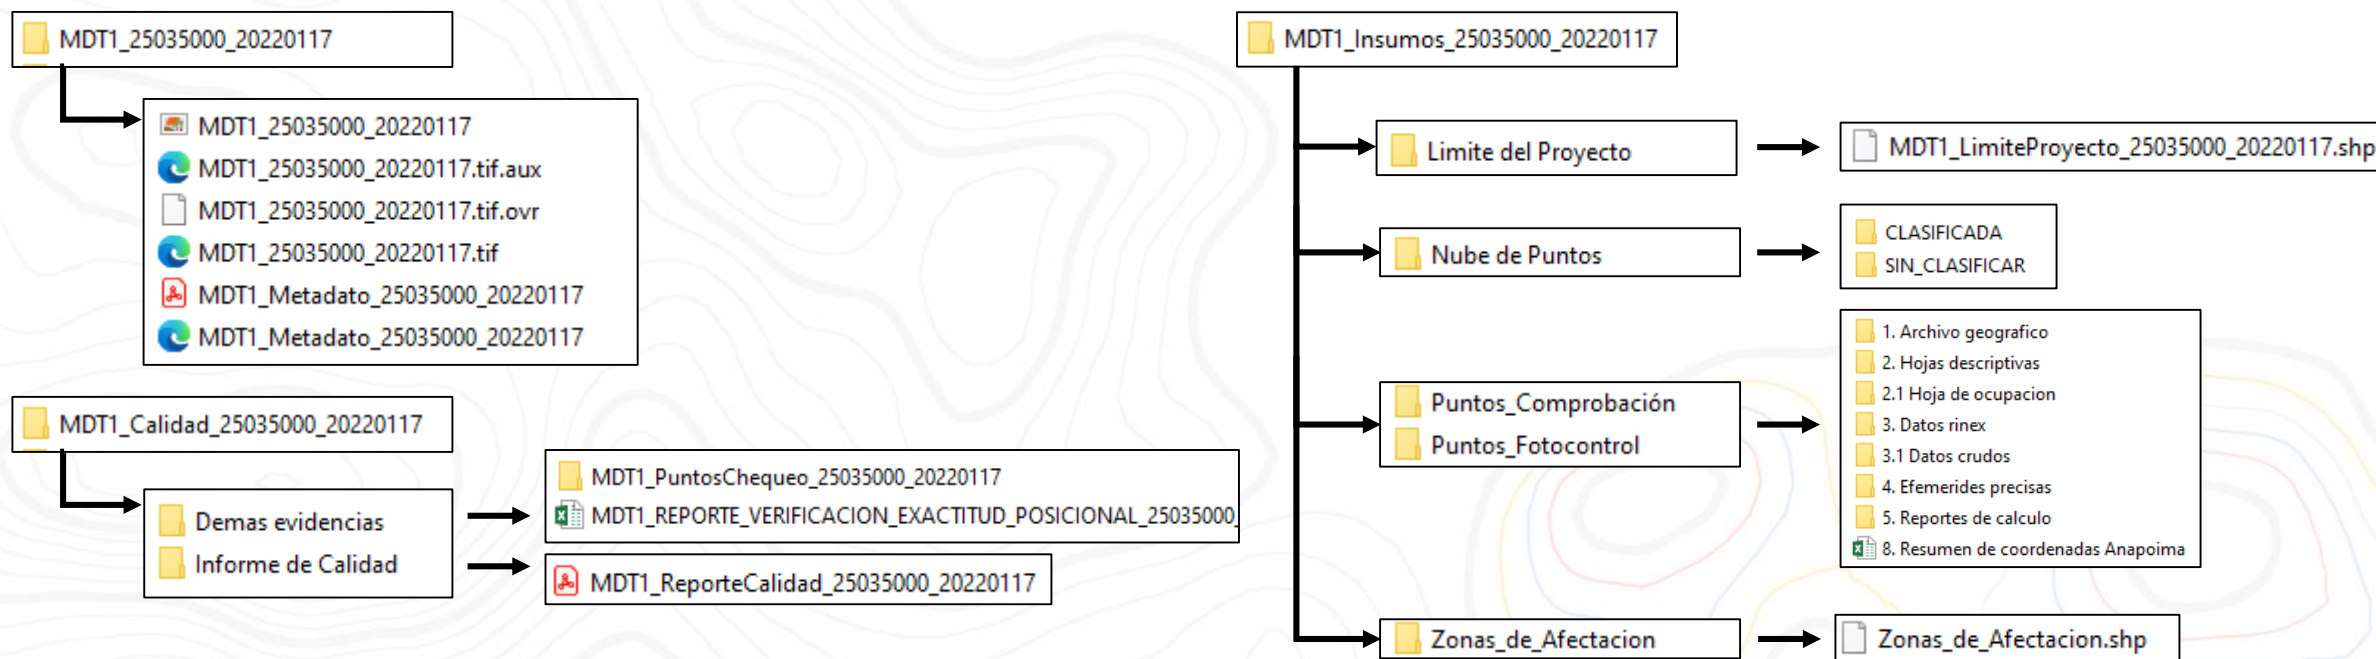 MDT1_25035000_20220117
MDT1_25035000_20220117
MDT1_25035000_20220117.tif.aux
MDT1_25035000_20220117.tif.ovr
MDT1_25035000_20220117.tif
MDT1_Metadato_25035000_20220117
MDT1_Metadato_25035000_20220117
MDT1_Calidad_25035000_20220117
Demas evidencias
Informe de Calidad
MDT1_PuntosChequeo_25035000_20220117
MDT1_REPORTE_VERIFICACION_EXACTITUD_POSICIONAL_25035000_
MDT1_ReporteCalidad_25035000_20220117
MDT1_Insumos_25035000_20220117
Limite del Proyecto
MDT1_LimiteProyecto_25035000_20220117.shp
Nube de Puntos
CLASIFICADA
SIN_CLASIFICAR
Puntos_Comprobación
Puntos_Fotocontrol
1. Archivo geografico
2. Hojas descriptivas
2.1 Hoja de ocupacion
3. Datos rinex
3.1 Datos crudos
4. Efemerides precisas
5. Reportes de calculo
8. Resumen de coordenadas Anapoima
Zonas_de_Afectacion
Zonas_de_Afectacion.shp